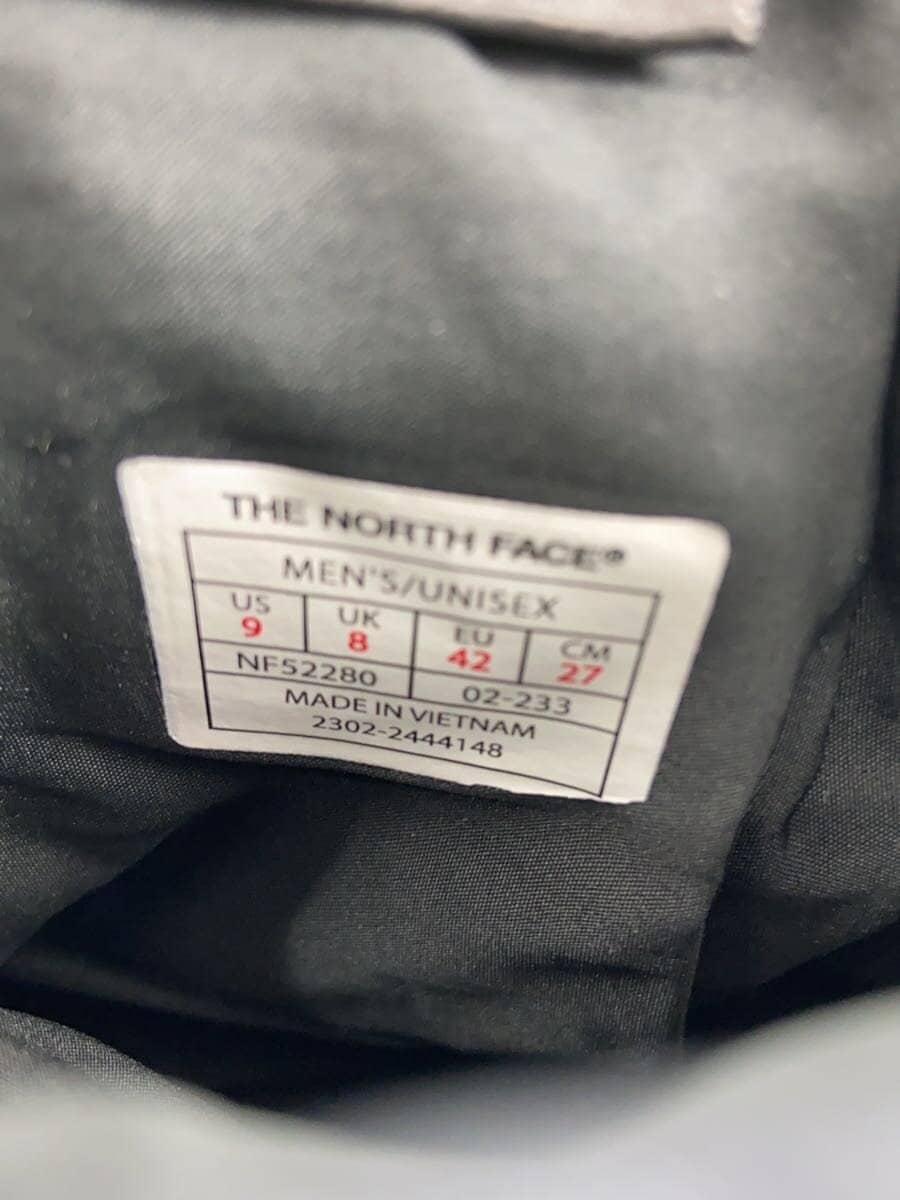 THE NORTH FACE®
MEN'S/UNISEX
US UK EU CM
9 8 42 27
NF52280 02-233
MADE IN VIETNAM
2302-2444148